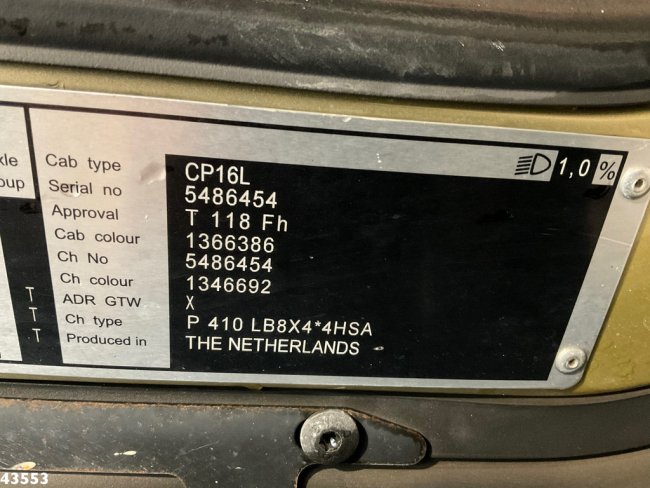 xle
oup
Cab type CP16L
1,0 %
Serial no 5486454
Approval T 118 Fh
Cab colour 1366386
Ch No 5486454
Ch colour 1346692
T ADR GTW X
T Ch type P 410 LB8X4*4HSA
T Produced in THE NETHERLANDS
43553